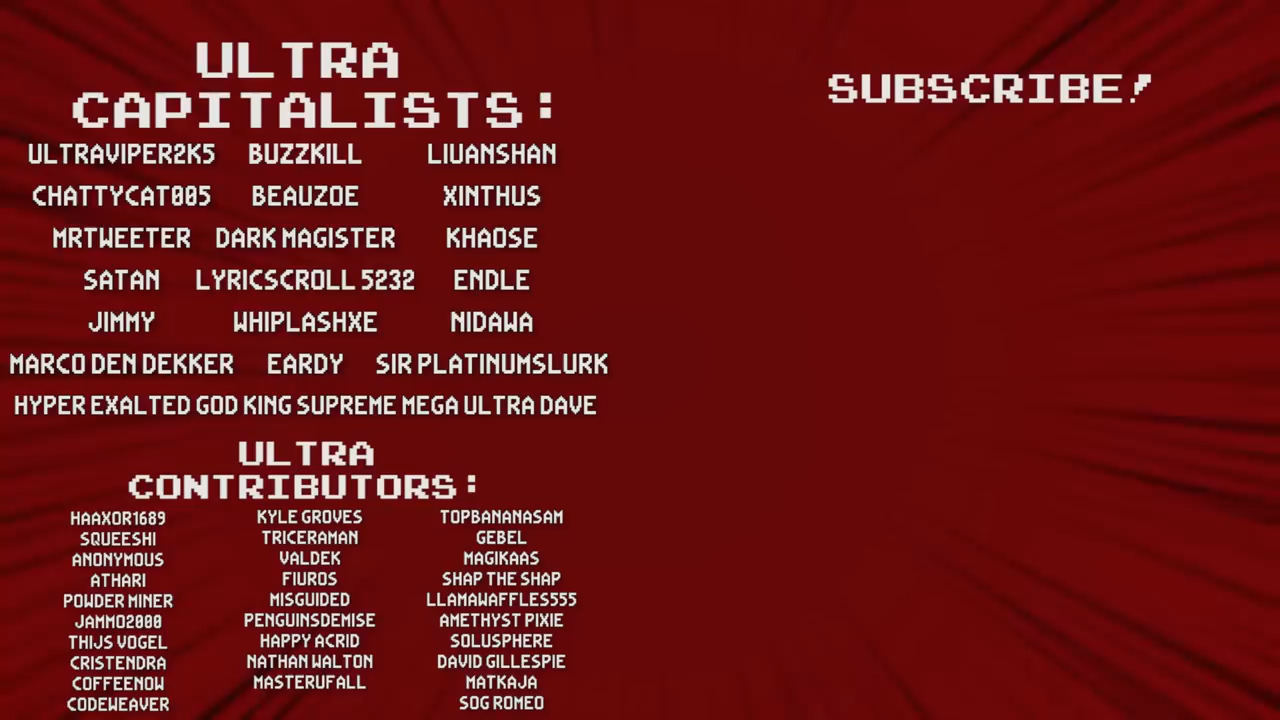 ULTRA
CAPITALISTS:
SUBSCRIBE!
ULTRAVIPER2K5 BUZZKILL LIUANSHAN
CHATTYCAT005 BEAUZOE XINTHUS
MRTWEETER DARK MAGISTER KHAOSE
SATAN LYRICSCROLL 5232 ENDLE
JIMMY WHIPLASHXE NIDAWA
MARCO DEN DEKKER EARDY SIR PLATINUMSLURK
HYPER EXALTED GOD KING SUPREME MEGA ULTRA DAVE
ULTRA
CONTRIBUTORS:
HAAXOR1689 KYLE GROVES TOPBANANASAM
SQUEESHI TRICERAMAN GEBEL
ANONYMOUS VALDEK MAGIKAAS
ATHARI FIUROS SHAP THE SHAP
POWDER MINER MISGUIDED LLAMAWAFFLES555
JAMMO2000 PENGUINSDEMISE AMETHYST PIXIE
THIJS VOGEL HAPPY ACRID SOLUSPHERE
CRISTENDRA NATHAN WALTON DAVID GILLESPIE
COFFEENOW MASTERUFALL MATKAJA
CODEWEAVER SOG ROMEO